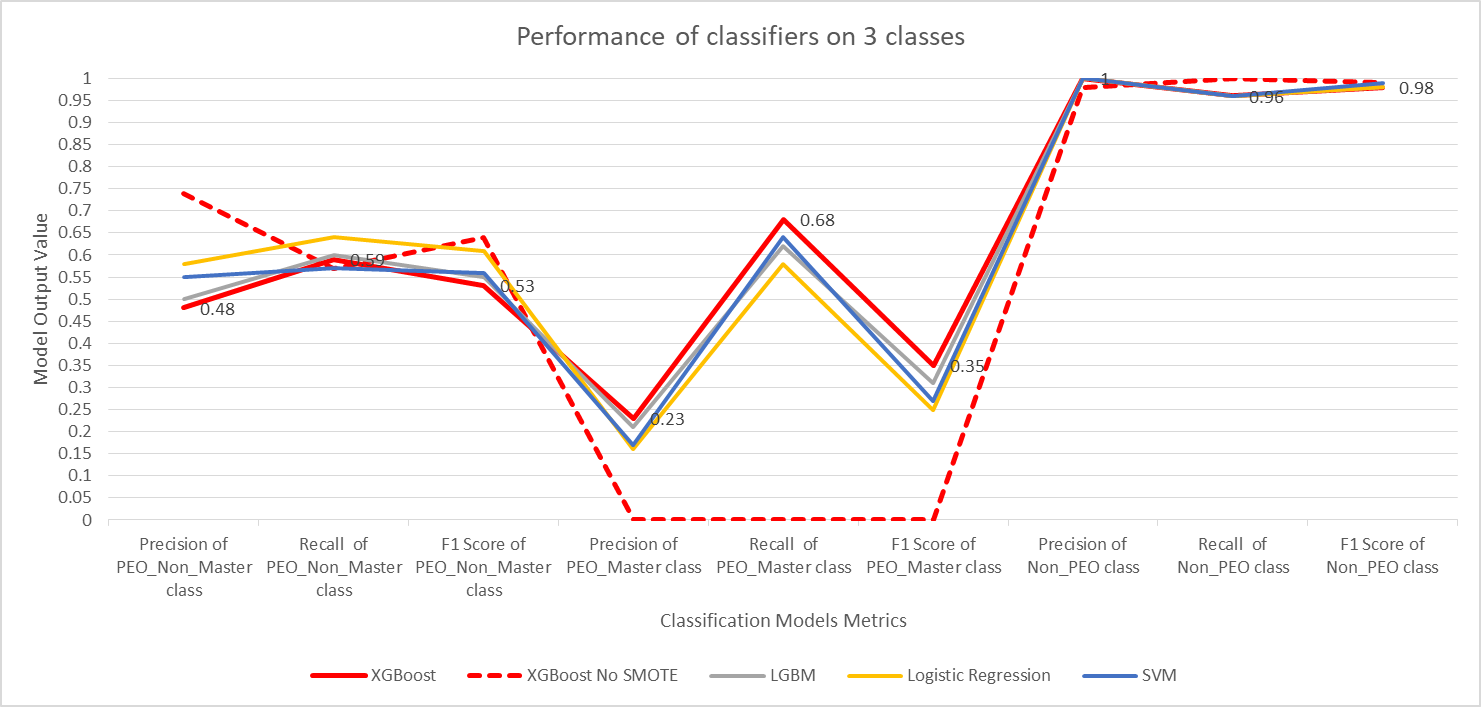 Performance of classifiers on 3 classes
Model Output Value
1
0.95
0.9
0.85
0.8
0.75
0.7
0.65
0.6
0.55
0.5
0.45
0.4
0.35
0.3
0.25
0.2
0.15
0.1
0.05
0
0.48
0.59
0.53
0.23
0.68
0.35
1
0.96
0.98
Precision of
PEO_Non_Master
class
Recall of
PEO_Non_Master
class
F1 Score of
PEO_Non_Master
class
Precision of
PEO_Master class
Recall of
PEO_Master class
F1 Score of
PEO_Master class
Precision of
Non_PEO class
Recall of
Non_PEO class
F1 Score of
Non_PEO class
Classification Models Metrics
XGBoost
XGBoost No SMOTE
LGBM
Logistic Regression
SVM